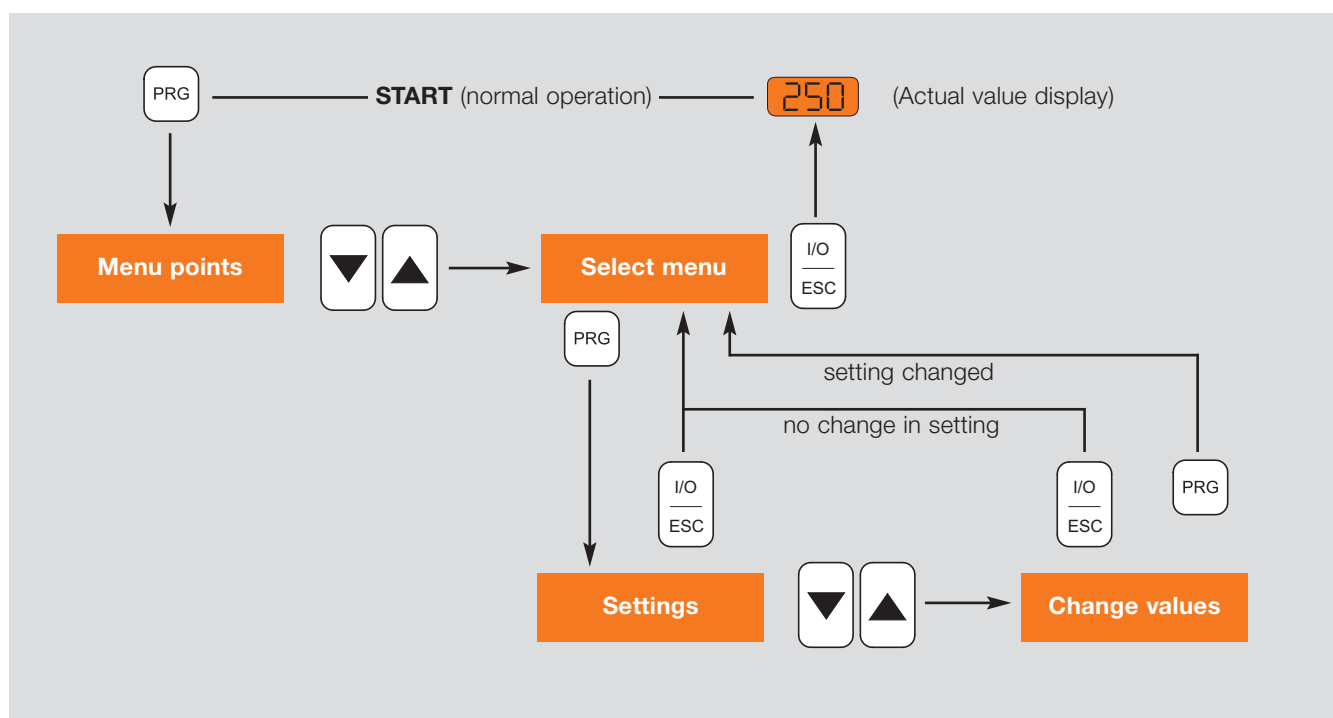 PRG
START (normal operation)
250
(Actual value display)
Menu points
▼ ▲
Select menu
I/O
ESC
PRG
setting changed
no change in setting
I/O
ESC
I/O
ESC
PRG
Settings
▼ ▲
Change values